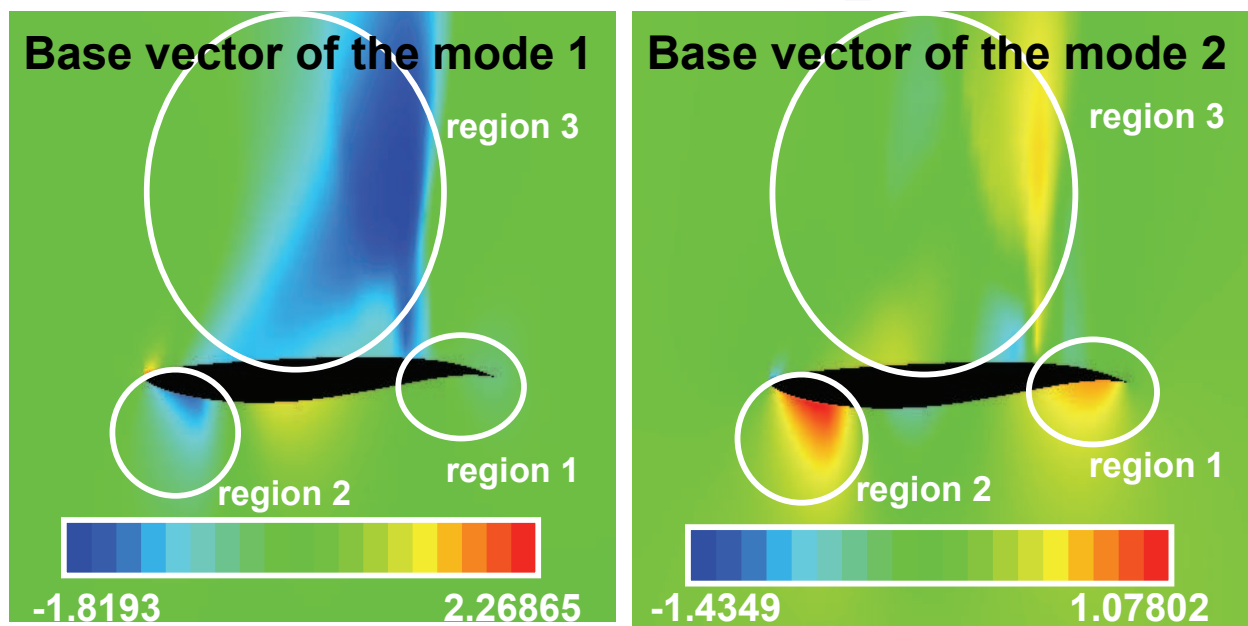 Base vector of the mode 1
region 3
region 1
region 2
-1.8193 2.26865
Base vector of the mode 2
region 3
region 1
region 2
-1.4349 1.07802